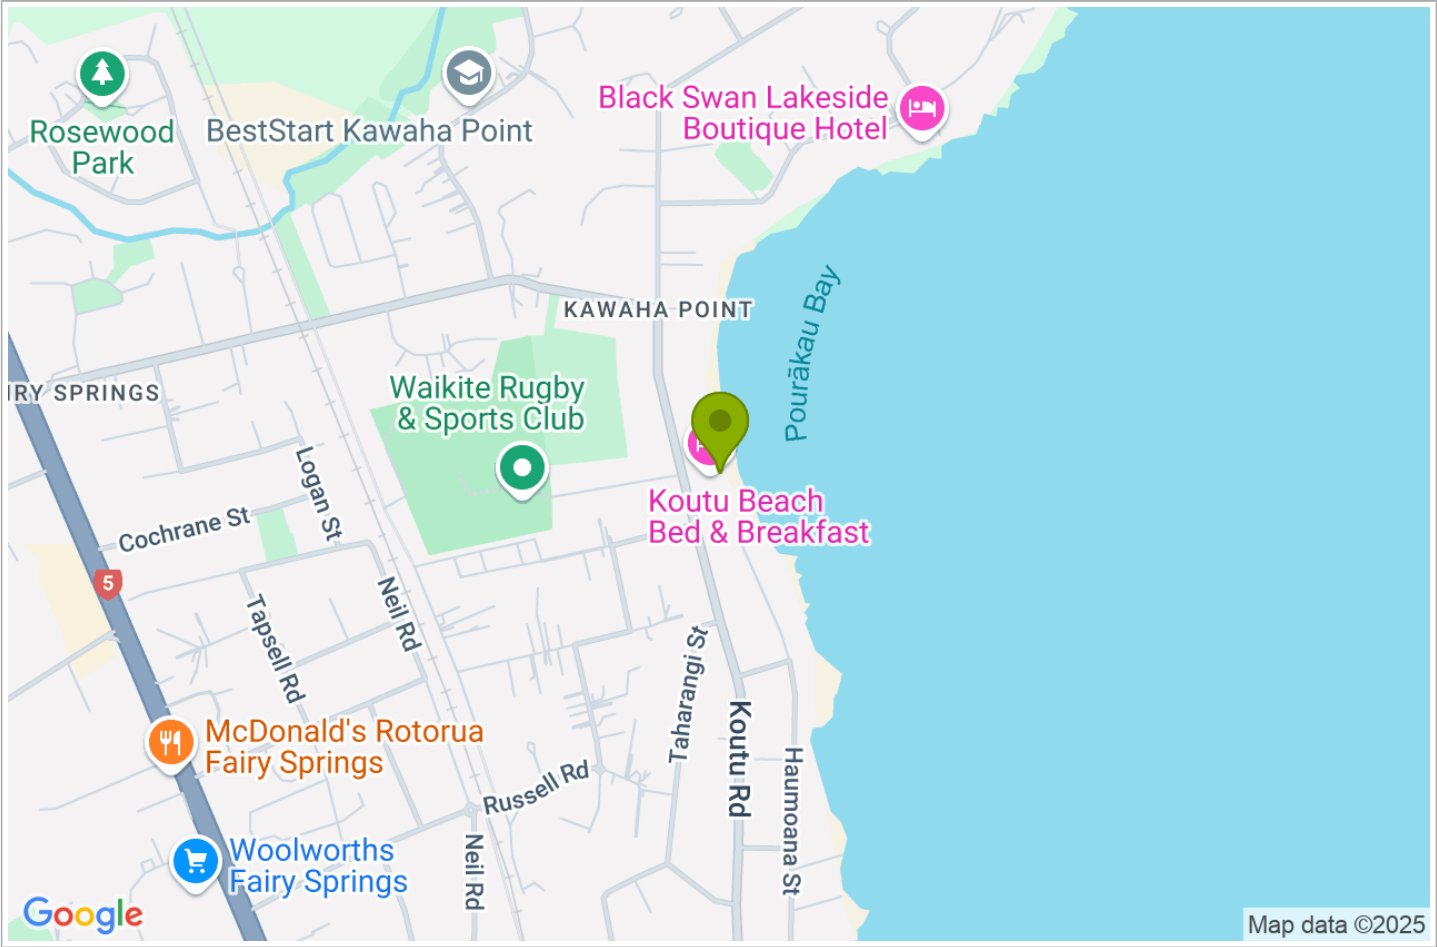 Rosewood
Park
BestStart Kawaha Point
Black Swan Lakeside
Boutique Hotel
KAWAHA POINT
Pourākau Bay
IRY SPRINGS
Waikite Rugby
& Sports Club
Logan St
Cochrane St
Koutu Beach
Bed & Breakfast
5
Neil Rd
Tapsell Rd
Taharangi St
Koutu Rd
Haumoana St
McDonald's Rotorua
Fairy Springs
Russell Rd
Woolworths
Fairy Springs
Neil Rd
Google
Map data ©2025